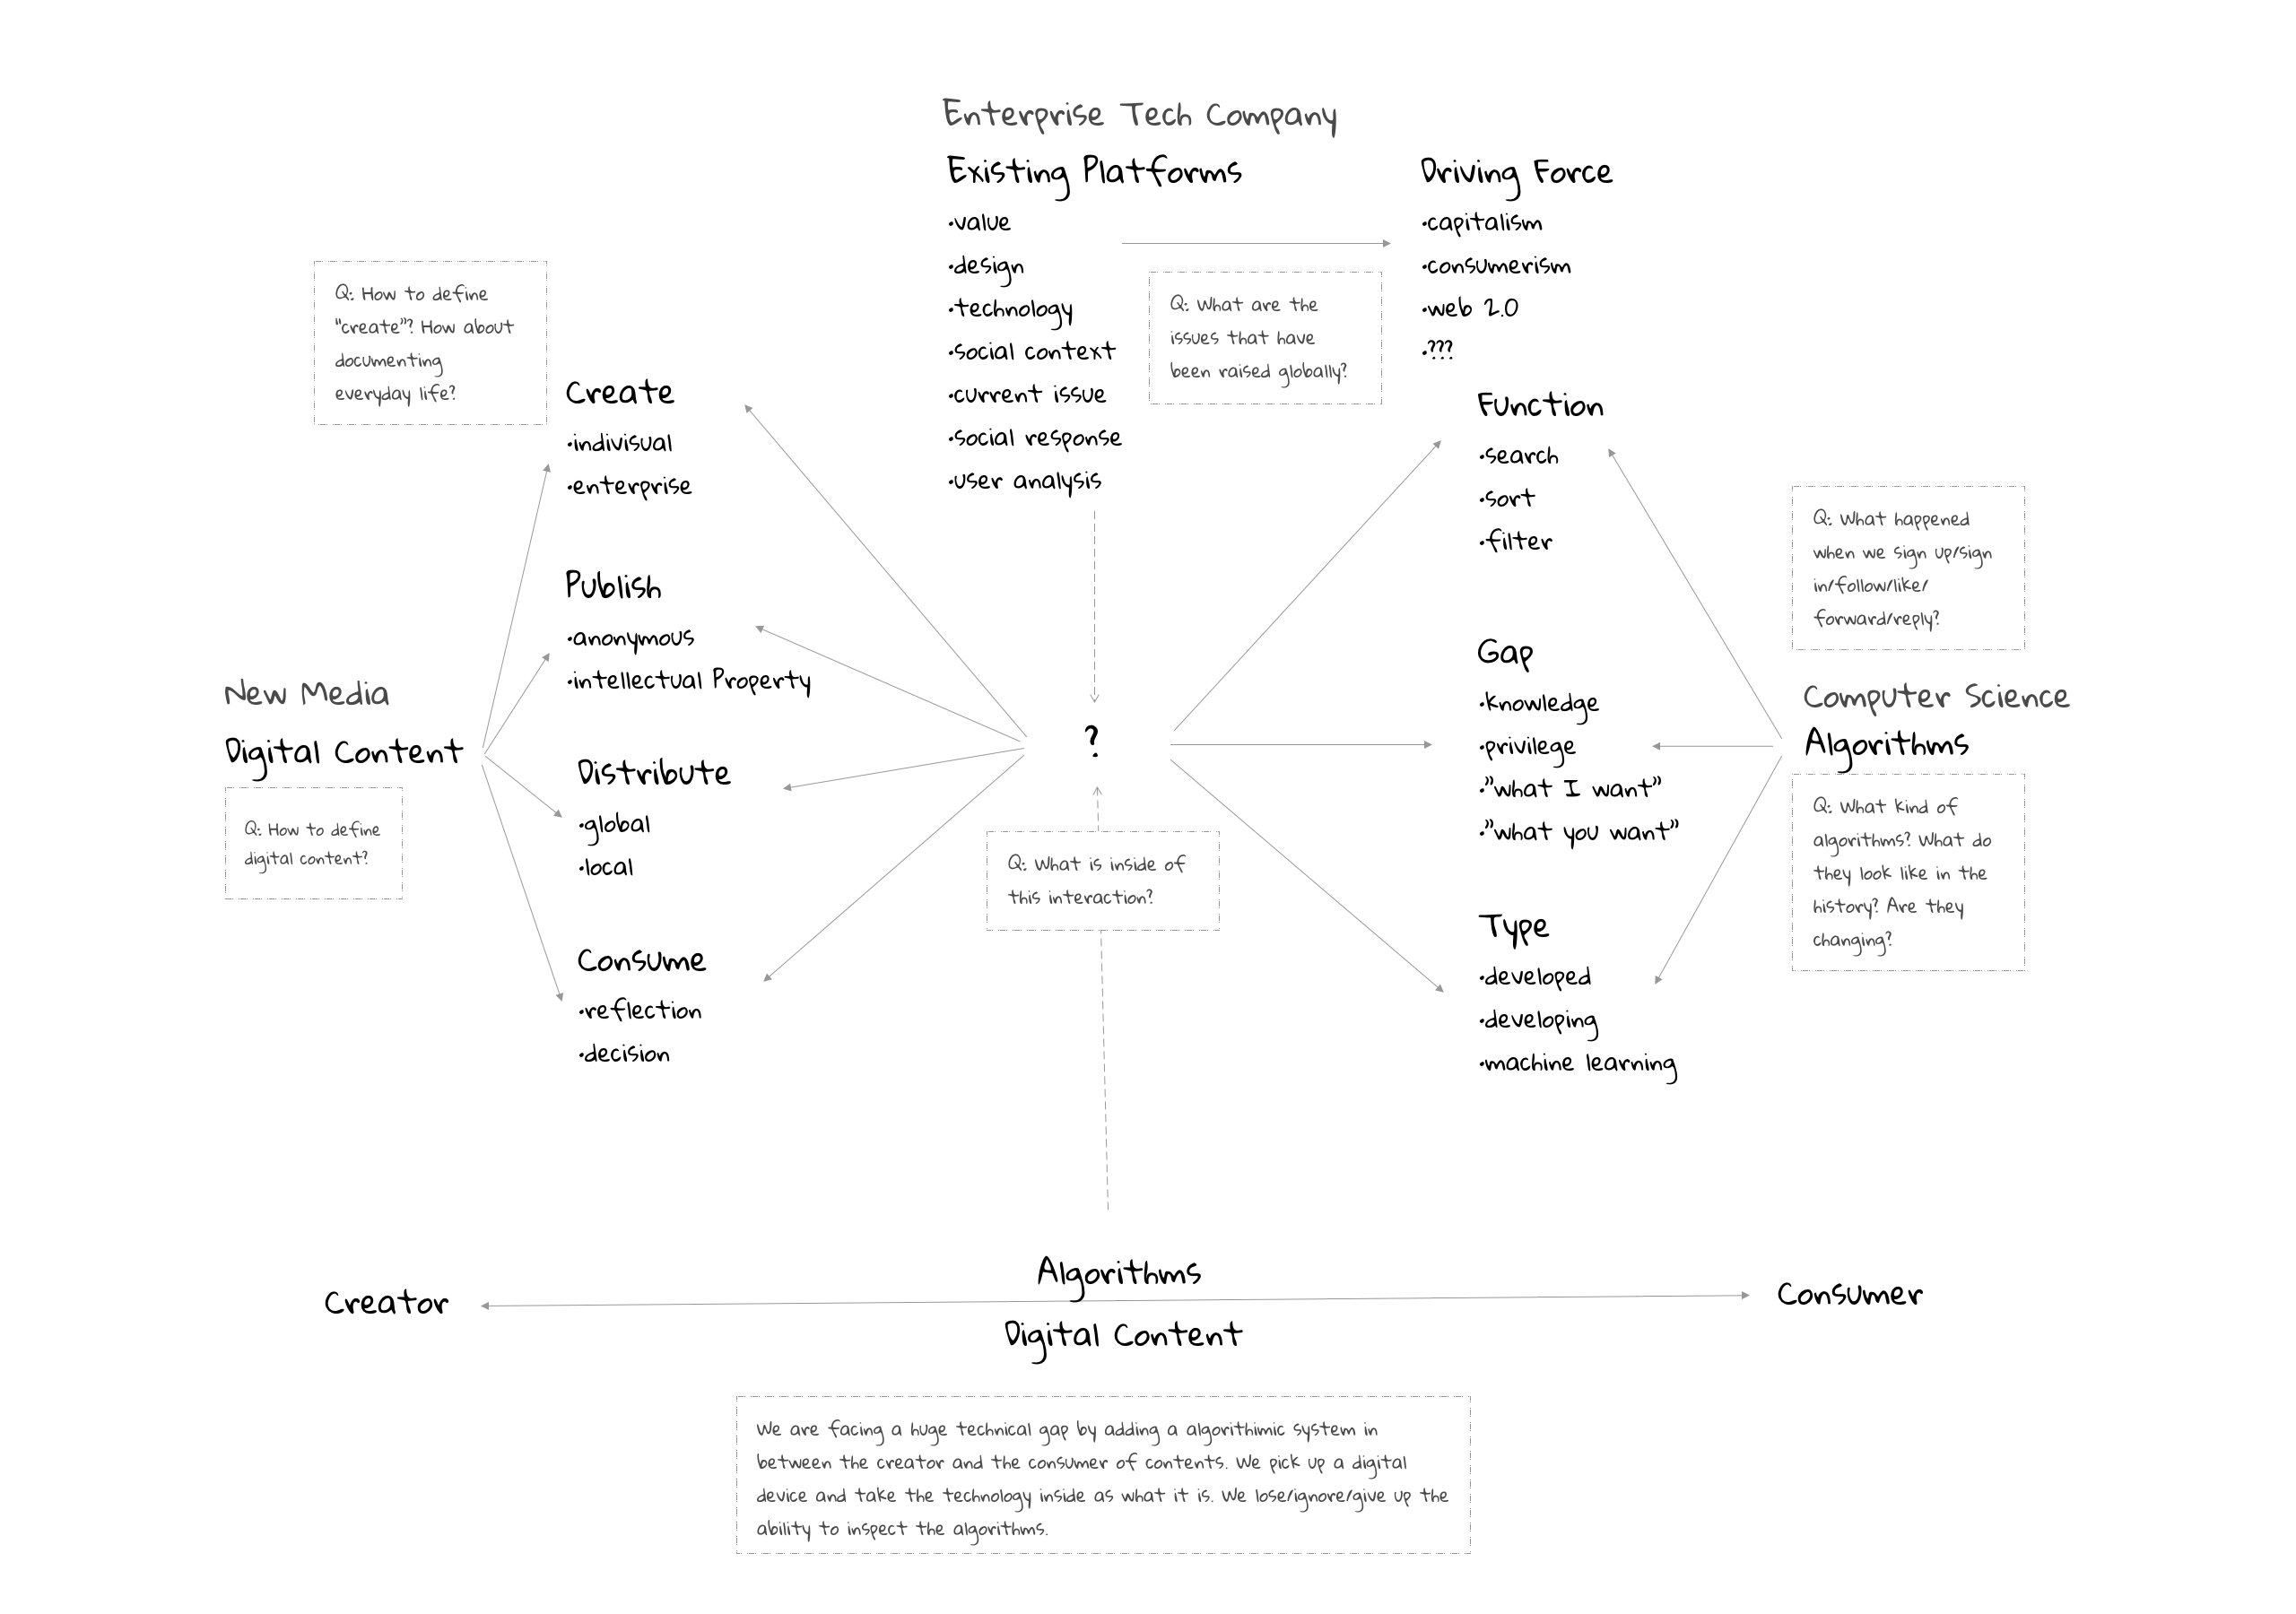 Enterprise Tech Company
Existing Platforms
·value
·design
·technology
·social context
·current issue
·social response
·user analysis
Driving Force
·capitalism
·consumerism
·web 2.0
·???
Q: What are the
issues that have
been raised globally?
Q: How to define
"create"? How about
documenting
everyday life?
Create
·indivisual
·enterprise
Publish
·anonymous
·intellectual Property
New Media
Digital Content
Q: How to define
digital content?
Distribute
·global
·local
Consume
·reflection
·decision
?
Q: What is inside of
this interaction?
Function
·search
·sort
·filter
Gap
·knowledge
·privilege
·"what I want"
·"what you want"
Type
·developed
·developing
·machine learning
Q: What happened
when we sign up/sign
in/follow/like/
forward/reply?
Computer Science
Algorithms
Q: What kind of
algorithms? What do
they look like in the
history? Are they
changing?
Creator
Algorithms
Digital Content
Consumer
We are facing a huge technical gap by adding a algorithimic system in
between the creator and the consumer of contents. We pick up a digital
device and take the technology inside as what it is. We lose/ignore/give up the
ability to inspect the algorithms.